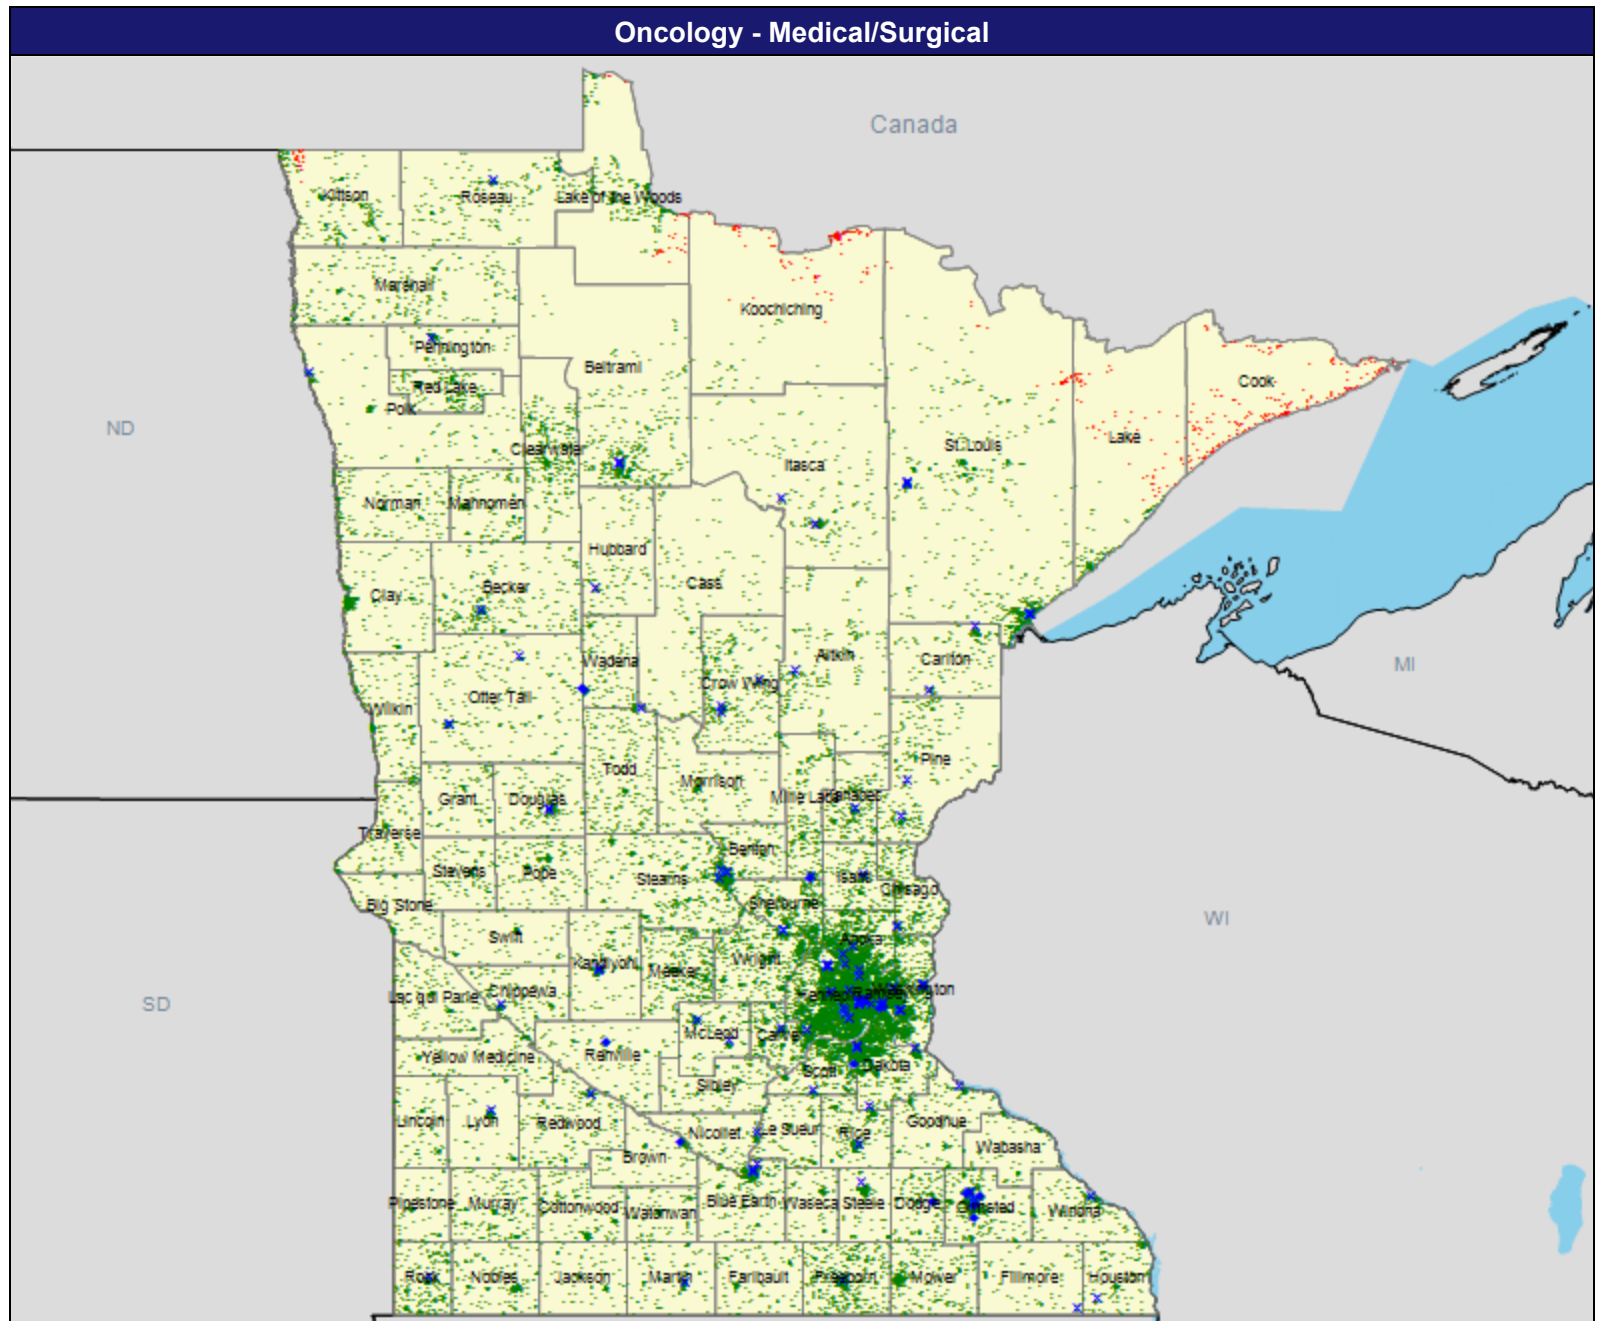 Oncology - Medical/Surgical
Canada
Kittson
Roseau
Lake of the Woods
Marshall
Koochiching
Pennington
Beltrami
Red Lake
Cook
Polk
ND
Lake
St. Louis
Clearwater
Itasca
Norman
Mahnomen
Hubbard
Cass
Becker
Clay
Aitkin
Carlton
Wadena
MI
Crow Wing
Otter Tail
Wilkin
Pine
Todd
Morrison
Mille Lacs
Kanabec
Grant
Douglas
Traverse
Benton
Stevens
Pope
Stearns
Isanti
Chisago
Big Stone
Sherburne
WI
Swift
Anoka
Wright
Kandiyohi
Meeker
Chippewa
Lac qui Parle
Hennepin
Ramsey
Washington
SD
McLeod
Carver
Yellow Medicine
Renville
Scott
Dakota
Sibley
Lincoln
Lyon
Redwood
Nicollet
Le Sueur
Rice
Goodhue
Wabasha
Brown
Pipestone
Murray
Cottonwood
Watonwan
Blue Earth
Waseca
Steele
Dodge
Olmsted
Winona
Rock
Nobles
Jackson
Martin
Faribault
Freeborn
Mower
Fillmore
Houston